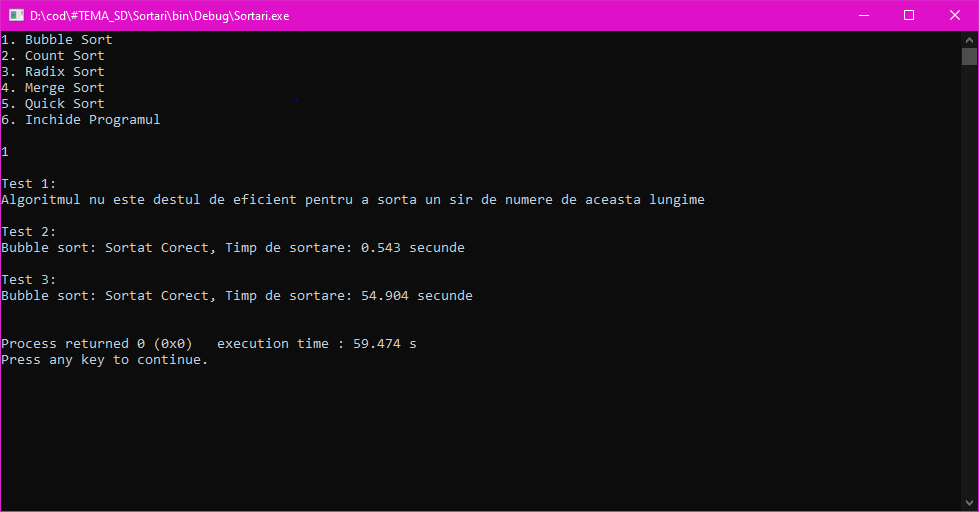 D:\cod\#TEMA_SD\Sortari\bin\Debug\Sortari.exe
1. Bubble Sort
2. Count Sort
3. Radix Sort
4. Merge Sort
5. Quick Sort
6. Inchide Programul
1
Test 1:
Algoritmul nu este destul de eficient pentru a sorta un sir de numere de aceasta lungime
Test 2:
Bubble sort: Sortat Corect, Timp de sortare: 0.543 secunde
Test 3:
Bubble sort: Sortat Corect, Timp de sortare: 54.904 secunde
Process returned 0 (0x0)   execution time : 59.474 s
Press any key to continue.